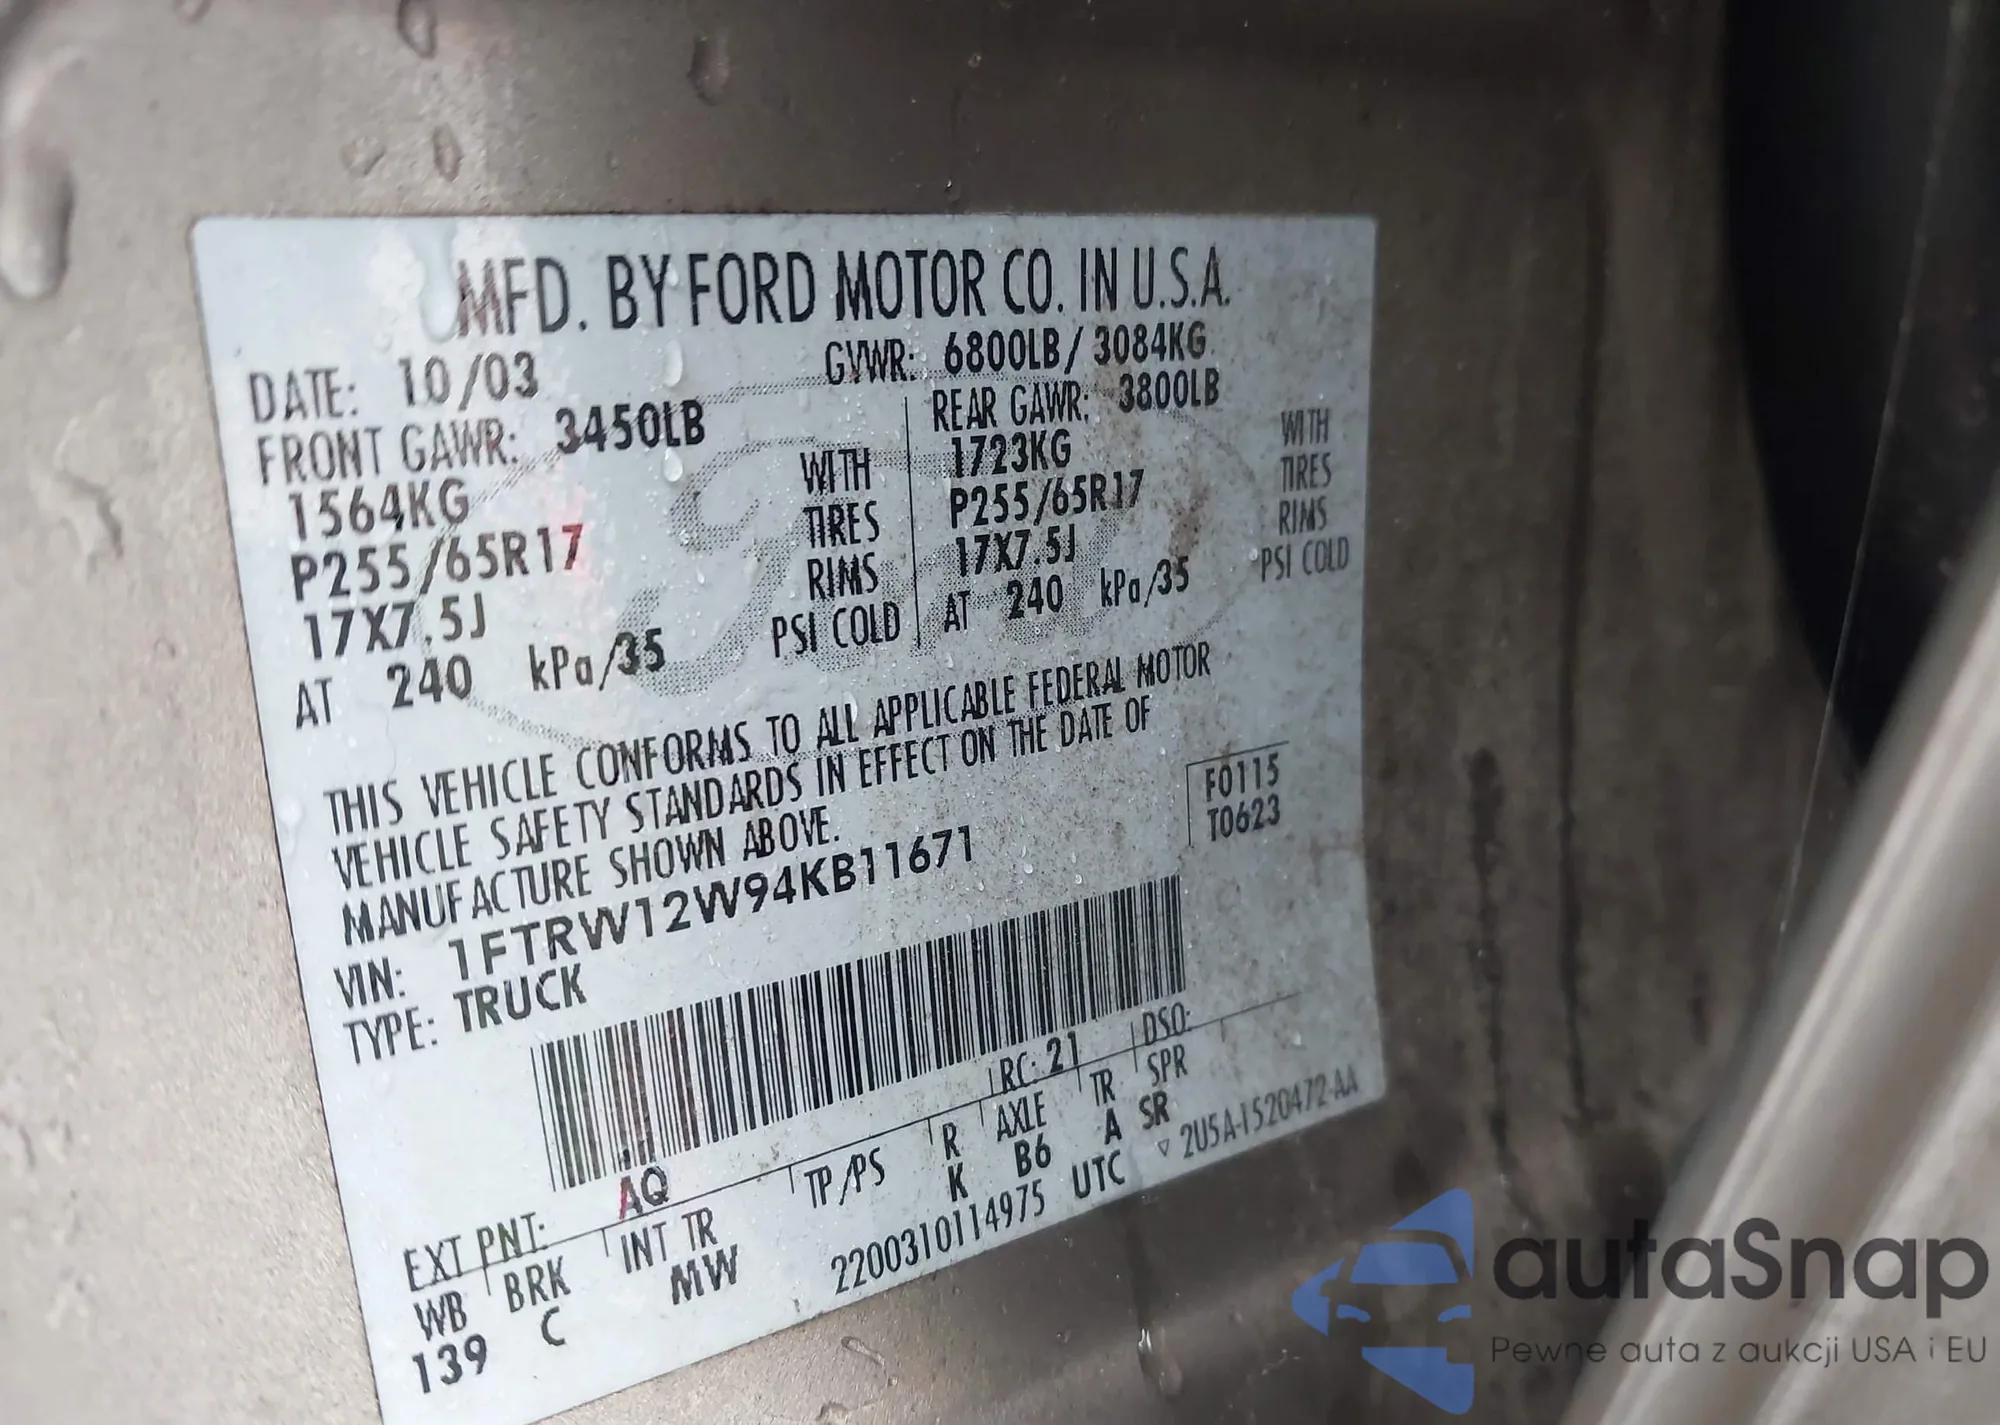 MFD. BY FORD MOTOR CO. IN U.S.A.
DATE: 10/03
GVWR: 6800LB/ 3084KG
FRONT GAWR: 3450LB
1564KG WITH
P255/65R17 TIRES
17X7.5J RIMS
AT 240 kPa/35 PSI COLD
REAR GAWR: 3800LB
1723KG WITH
P255/65R17 TIRES
17X7.5J RIMS
AT 240 kPa/35 PSI COLD
THIS VEHICLE CONFORMS TO ALL APPLICABLE FEDERAL MOTOR
VEHICLE SAFETY STANDARDS IN EFFECT ON THE DATE OF
MANUFACTURE SHOWN ABOVE.
F0115
T0623
VIN: 1FTRW12W94KB11671
TYPE: TRUCK
EXT PNT: AQ RC: 21 DSO:
WB BRK INT TR TP/PS R AXLE TR SPR
139 C MW K B6 A SR
2200310114975 UTC ▽ 2U5A-1520472-AA
autaSnap
Pewne auta z aukcji USA i EU